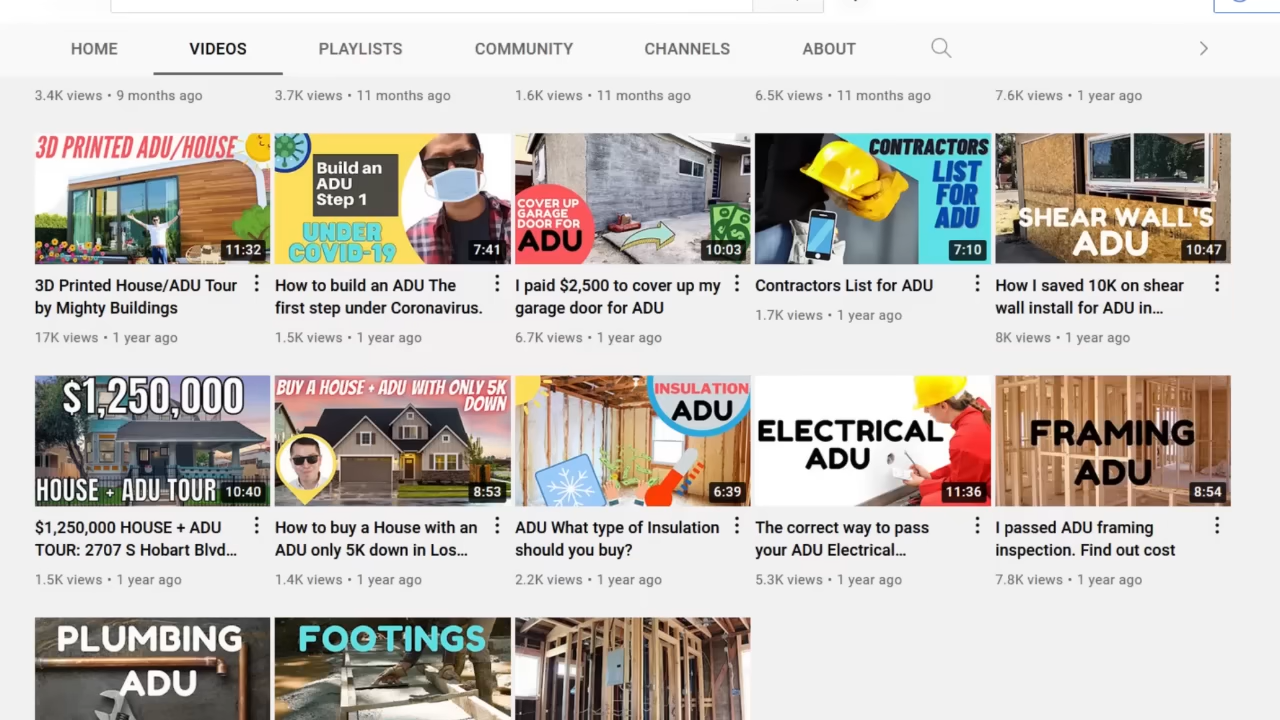 HOME VIDEOS PLAYLISTS COMMUNITY CHANNELS ABOUT
3.4K views • 9 months ago
3.7K views • 11 months ago
1.6K views • 11 months ago
6.5K views • 11 months ago
7.6K views • 1 year ago
3D PRINTED ADU/HOUSE
11:32
3D Printed House/ADU Tour
by Mighty Buildings
17K views • 1 year ago
Build an
ADU
Step 1
UNDER
COVID-19
7:41
How to build an ADU The
first step under Coronavirus.
1.5K views • 1 year ago
COVER UP
GARAGE
DOOR FOR
ADU
10:03
I paid $2,500 to cover up my
garage door for ADU
6.7K views • 1 year ago
CONTRACTORS
LIST
FOR
ADU
7:10
Contractors List for ADU
1.7K views • 1 year ago
SHEAR WALL'S
ADU
10:47
How I saved 10K on shear
wall install for ADU in...
8K views • 1 year ago
$1,250,000
HOUSE + ADU TOUR
10:40
$1,250,000 HOUSE + ADU
TOUR: 2707 S Hobart Blvd...
1.5K views • 1 year ago
BUY A HOUSE + ADU WITH ONLY 5K
DOWN
8:53
How to buy a House with an
ADU only 5K down in Los...
1.4K views • 1 year ago
INSULATION
ADU
6:39
ADU What type of Insulation
should you buy?
2.2K views • 1 year ago
ELECTRICAL
ADU
11:36
The correct way to pass
your ADU Electrical...
5.3K views • 1 year ago
FRAMING
ADU
8:54
I passed ADU framing
inspection. Find out cost
7.8K views • 1 year ago
PLUMBING
ADU
FOOTINGS